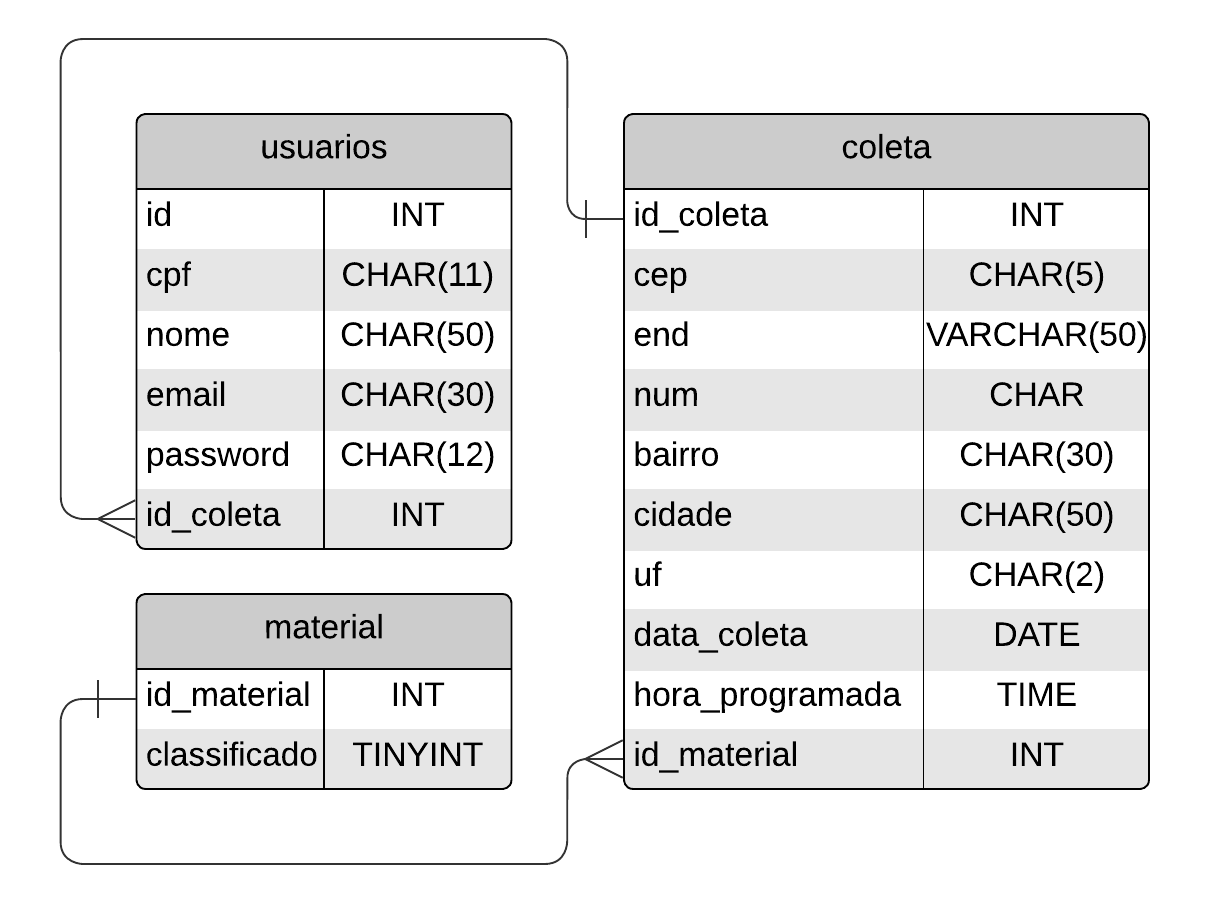 usuarios
id INT
cpf CHAR(11)
nome CHAR(50)
email CHAR(30)
password CHAR(12)
id_coleta INT
material
id_material INT
classificado TINYINT
coleta
id_coleta INT
cep CHAR(5)
end VARCHAR(50)
num CHAR
bairro CHAR(30)
cidade CHAR(50)
uf CHAR(2)
data_coleta DATE
hora_programada TIME
id_material INT